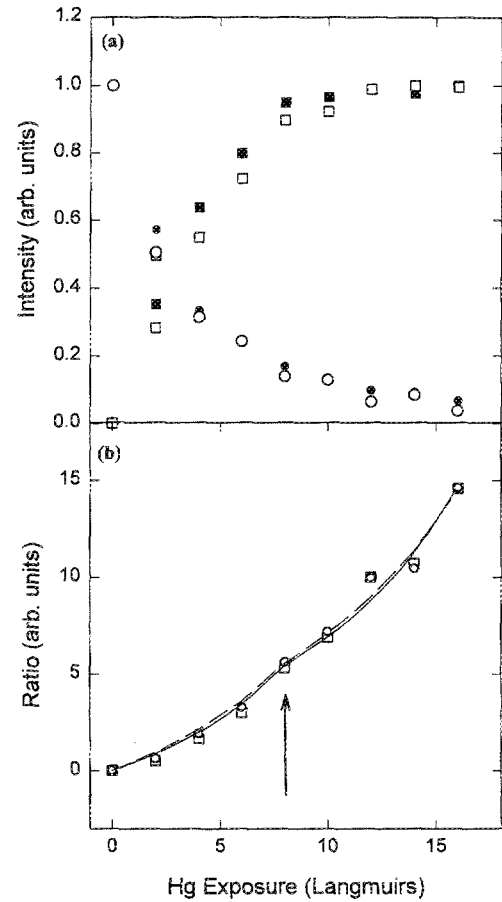 1.2
(a)
1.0
0.8
0.6
0.4
0.2
0.0
Intensity (arb. units)
(b)
15
10
5
0
Ratio (arb. units)
0 5 10 15
Hg Exposure (Langmuirs)